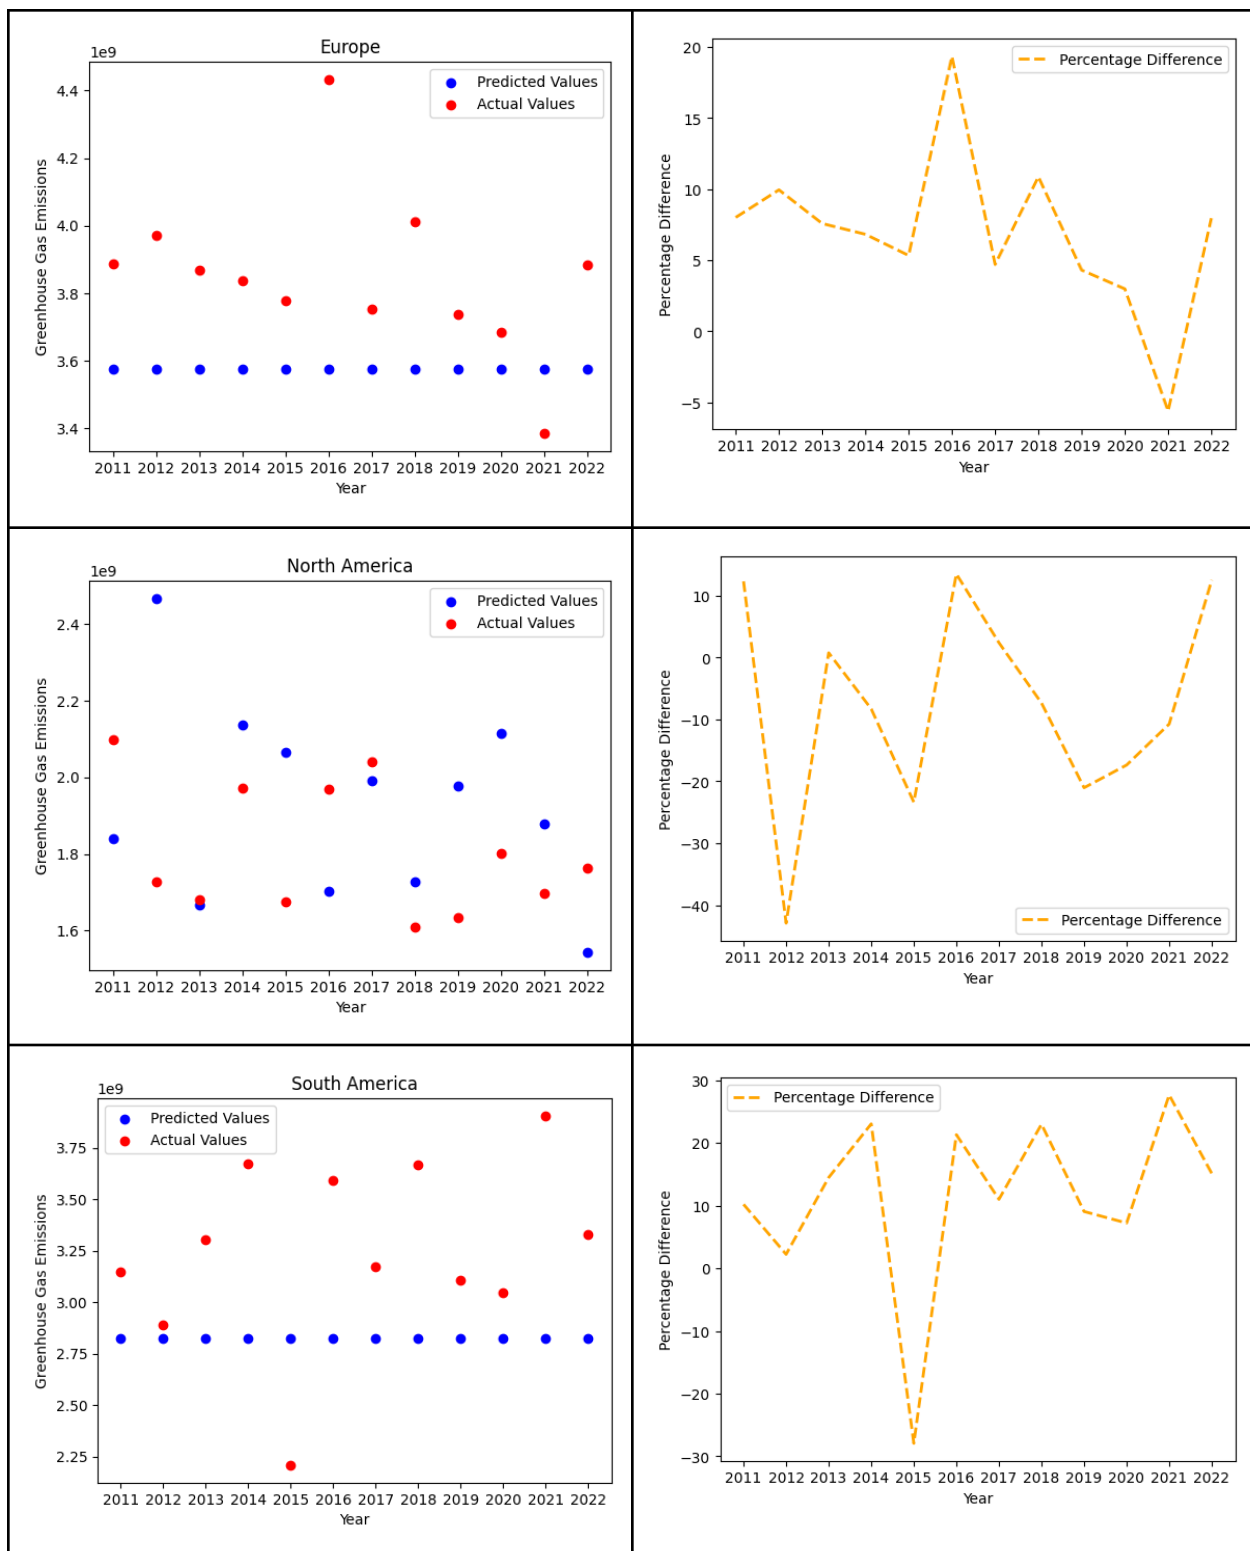 Europe
1e9
4.4
4.2
4.0
3.8
3.6
3.4
Greenhouse Gas Emissions
Predicted Values
Actual Values
2011 2012 2013 2014 2015 2016 2017 2018 2019 2020 2021 2022
Year
20
15
10
5
0
−5
Percentage Difference
Percentage Difference
2011 2012 2013 2014 2015 2016 2017 2018 2019 2020 2021 2022
Year
North America
1e9
2.4
2.2
2.0
1.8
1.6
Greenhouse Gas Emissions
Predicted Values
Actual Values
2011 2012 2013 2014 2015 2016 2017 2018 2019 2020 2021 2022
Year
10
0
−10
−20
−30
−40
Percentage Difference
Percentage Difference
2011 2012 2013 2014 2015 2016 2017 2018 2019 2020 2021 2022
Year
South America
1e9
3.75
3.50
3.25
3.00
2.75
2.50
2.25
Greenhouse Gas Emissions
Predicted Values
Actual Values
2011 2012 2013 2014 2015 2016 2017 2018 2019 2020 2021 2022
Year
30
20
10
0
−10
−20
−30
Percentage Difference
Percentage Difference
2011 2012 2013 2014 2015 2016 2017 2018 2019 2020 2021 2022
Year